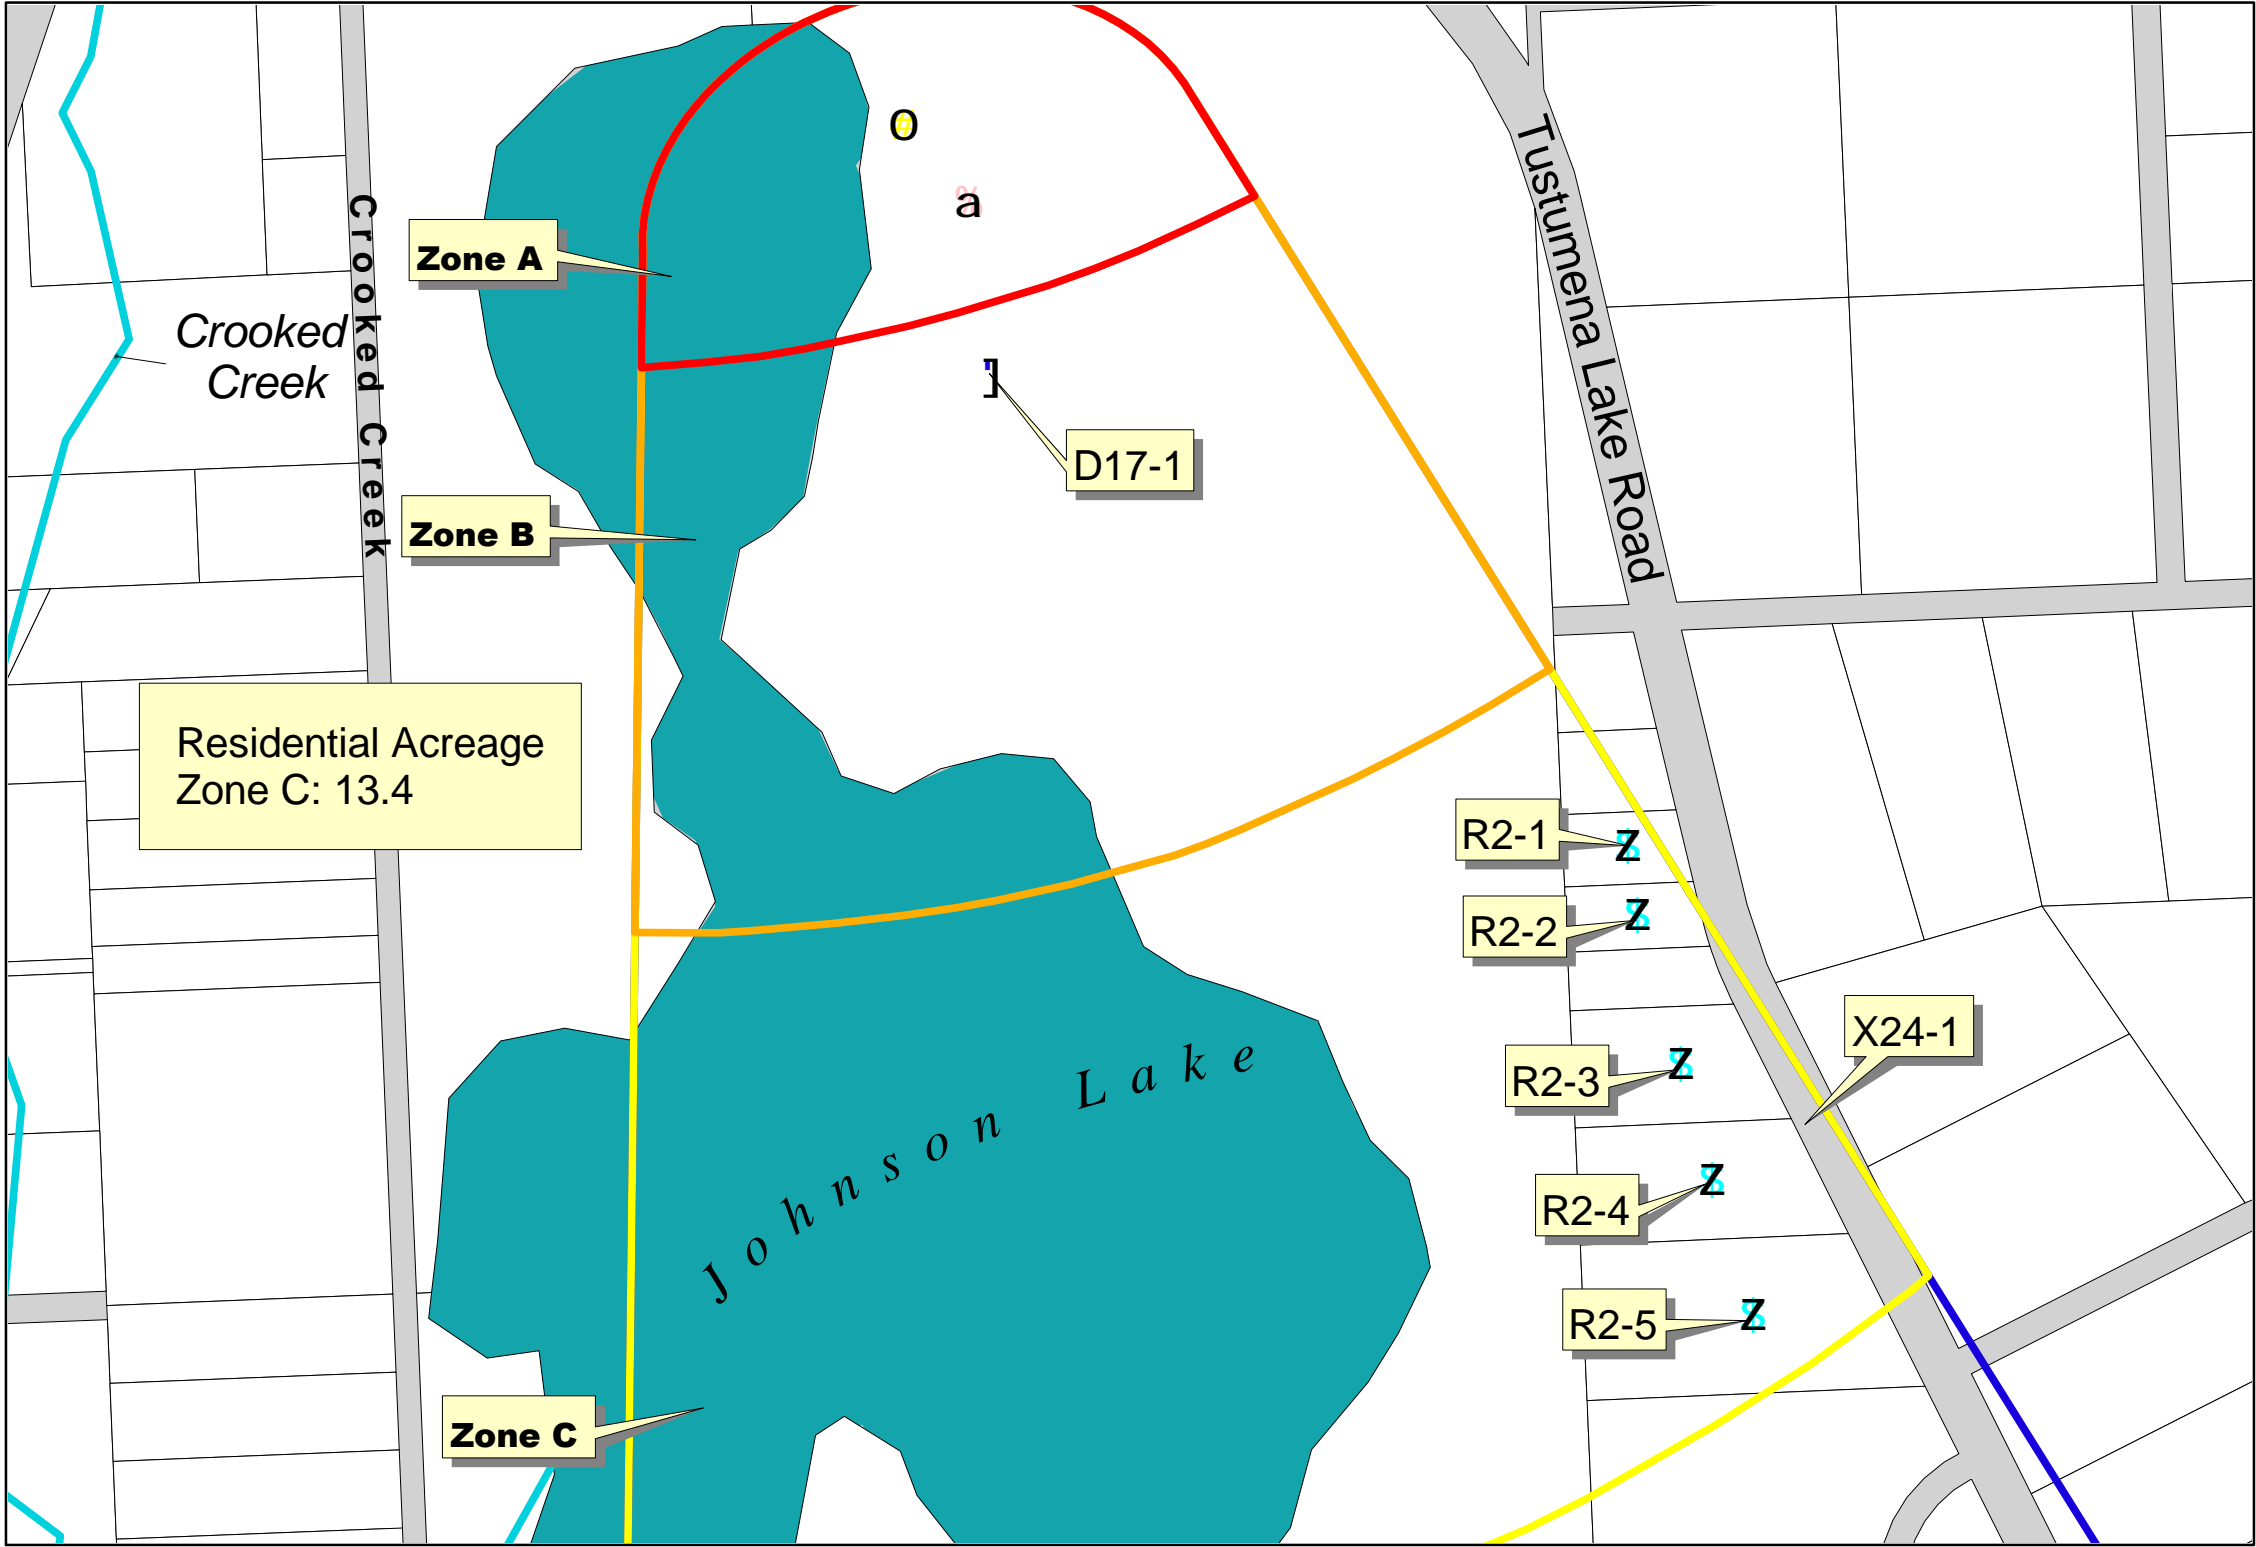 O
a
Zone A
Crooked Creek
Crooked
Creek
Tustumena Lake Road
]
D17-1
Zone B
Residential Acreage
Zone C: 13.4
R2-1
Z
R2-2
Z
X24-1
R2-3
Z
Johnson Lake
R2-4
Z
R2-5
Z
Zone C